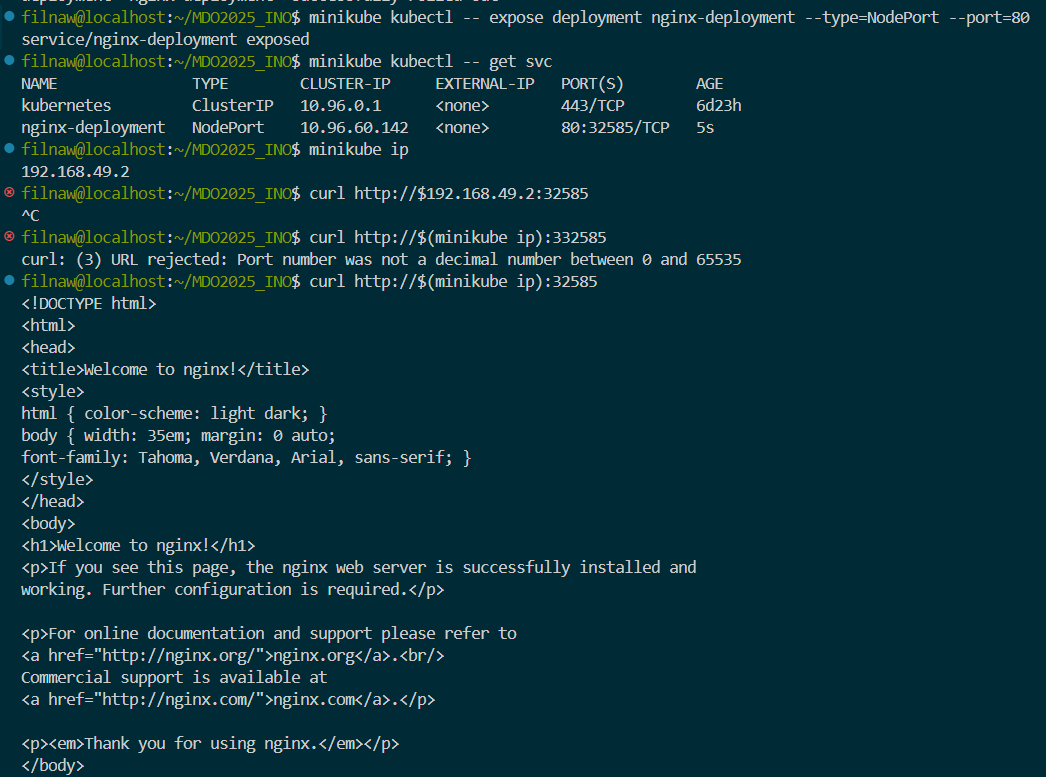 filnaw@localhost:~/MDO2025_INO$ minikube kubectl -- expose deployment nginx-deployment --type=NodePort --port=80
service/nginx-deployment exposed
filnaw@localhost:~/MDO2025_INO$ minikube kubectl -- get svc
NAME TYPE CLUSTER-IP EXTERNAL-IP PORT(S) AGE
kubernetes ClusterIP 10.96.0.1 <none> 443/TCP 6d23h
nginx-deployment NodePort 10.96.60.142 <none> 80:32585/TCP 5s
filnaw@localhost:~/MDO2025_INO$ minikube ip
192.168.49.2
filnaw@localhost:~/MDO2025_INO$ curl http://$192.168.49.2:32585
^C
filnaw@localhost:~/MDO2025_INO$ curl http://$(minikube ip):332585
curl: (3) URL rejected: Port number was not a decimal number between 0 and 65535
filnaw@localhost:~/MDO2025_INO$ curl http://$(minikube ip):32585
<!DOCTYPE html>
<html>
<head>
<title>Welcome to nginx!</title>
<style>
html { color-scheme: light dark; }
body { width: 35em; margin: 0 auto;
font-family: Tahoma, Verdana, Arial, sans-serif; }
</style>
</head>
<body>
<h1>Welcome to nginx!</h1>
<p>If you see this page, the nginx web server is successfully installed and
working. Further configuration is required.</p>
<p>For online documentation and support please refer to
<a href="http://nginx.org/">nginx.org</a>.<br/>
Commercial support is available at
<a href="http://nginx.com/">nginx.com</a>.</p>
<p><em>Thank you for using nginx.</em></p>
</body>